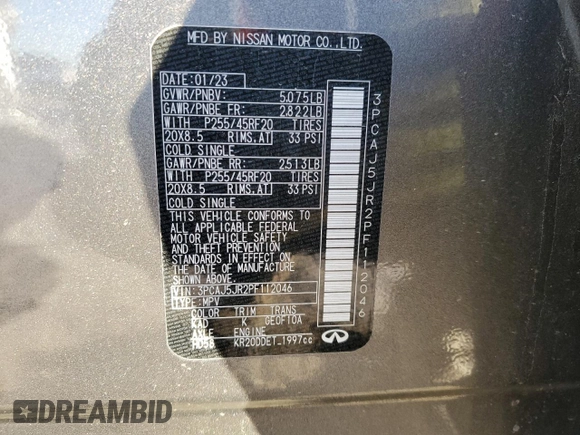 MFD BY NISSAN MOTOR CO.,LTD.
DATE:01/23
GVWR/PNBV: 5.075LB
GAWR/PNBE FR: 2.822LB
WITH P255/45RF20 TIRES
20X8.5 RIMS.AT 33 PSI
COLD SINGLE
GAWR/PNBE RR: 2.513LB
WITH P255/45RF20 TIRES
20X8.5 RIMS.AT 33 PSI
COLD SINGLE
THIS VEHICLE CONFORMS TO
ALL APPLICABLE FEDERAL
MOTOR VEHICLE SAFETY
AND THEFT PREVENTION
STANDARDS IN EFFECT ON
THE DATE OF MANUFACTURE
SHOWN ABOVE.
VIN:3PCAJ5JR2PF112046
TYPE:MPV
COLOR TRIM TRANS
KAD K GE0F10A
AXLE ENGINE
HD58 KR20DDET 1997cc
3PCAJ5JR2PF112046
INFINITI
DREAMBID